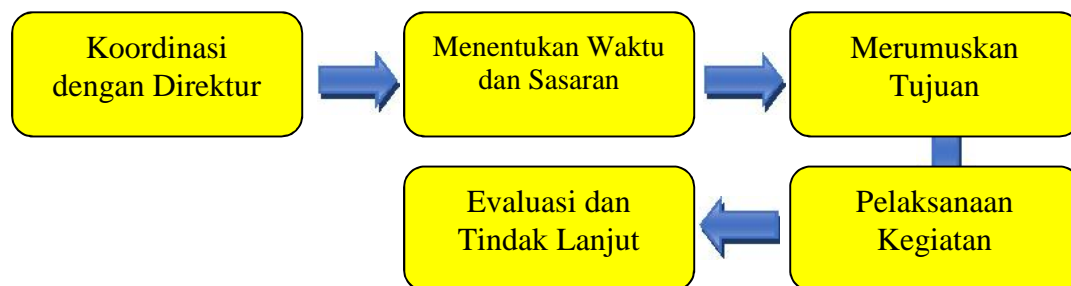 Koordinasi
dengan Direktur
Menentukan Waktu
dan Sasaran
Merumuskan
Tujuan
Pelaksanaan
Kegiatan
Evaluasi dan
Tindak Lanjut